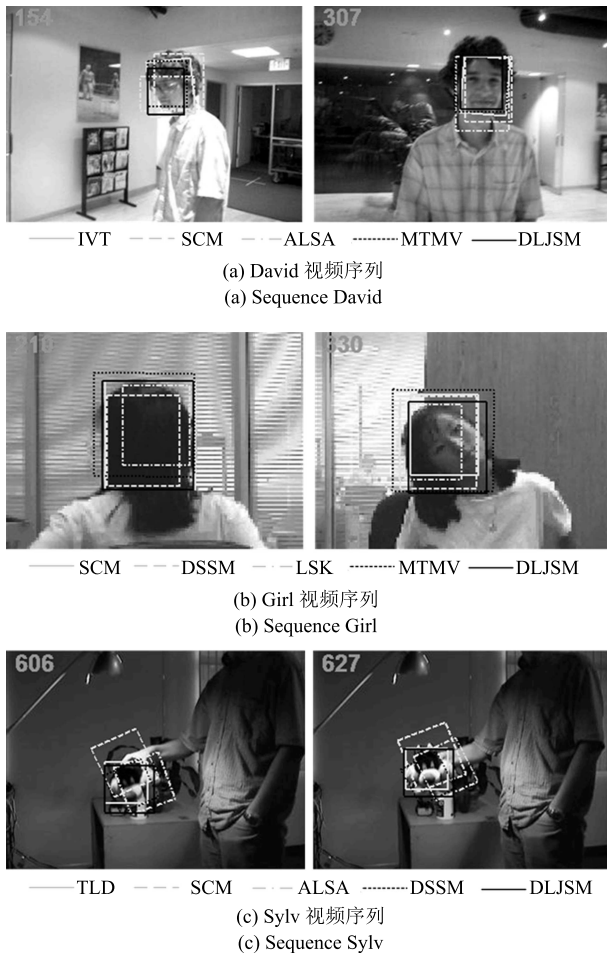 154 307
IVT SCM ALSA MTMV DLJSM
(a) David 视频序列
(a) Sequence David
330
SCM DSSM LSK MTMV DLJSM
(b) Girl 视频序列
(b) Sequence Girl
606 627
TLD SCM ALSA DSSM DLJSM
(c) Sylv 视频序列
(c) Sequence Sylv